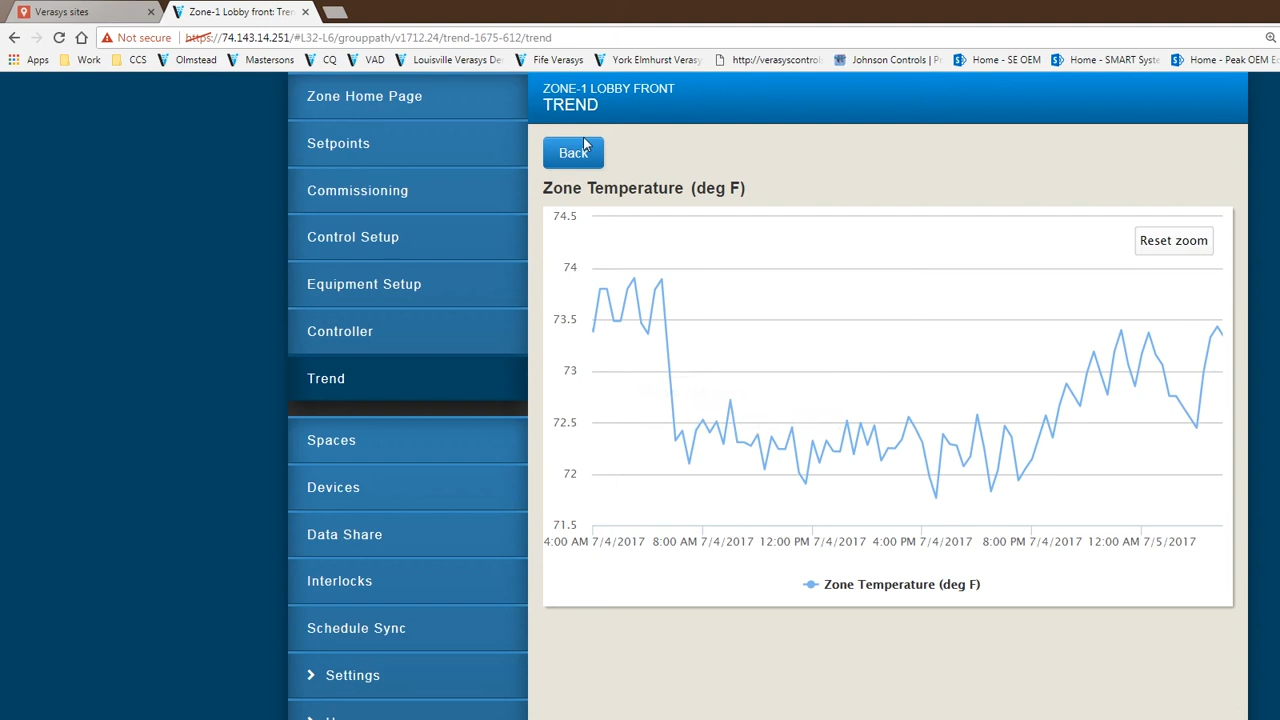 Verasys sites
Zone-1 Lobby front: Tren
Not secure
https://74.143.14.251/#L32-L6/grouppath/v1712.24/trend-1675-612/trend
Apps
Work
CCS
Olmstead
Mastersons
CQ
VAD
Louisville Verasys De
Fife Verasys
York Elmhurst Verasy
http://verasyscontrol
Johnson Controls | P
Home - SE OEM
Home - SMART Syste
Home - Peak OEM E
Zone Home Page
Setpoints
Commissioning
Control Setup
Equipment Setup
Controller
Trend
Spaces
Devices
Data Share
Interlocks
Schedule Sync
Settings
ZONE-1 LOBBY FRONT
TREND
Back
Zone Temperature (deg F)
Reset zoom
74.5
74
73.5
73
72.5
72
71.5
4:00 AM 7/4/2017 8:00 AM 7/4/2017 12:00 PM 7/4/2017 4:00 PM 7/4/2017 8:00 PM 7/4/2017 12:00 AM 7/5/2017
Zone Temperature (deg F)